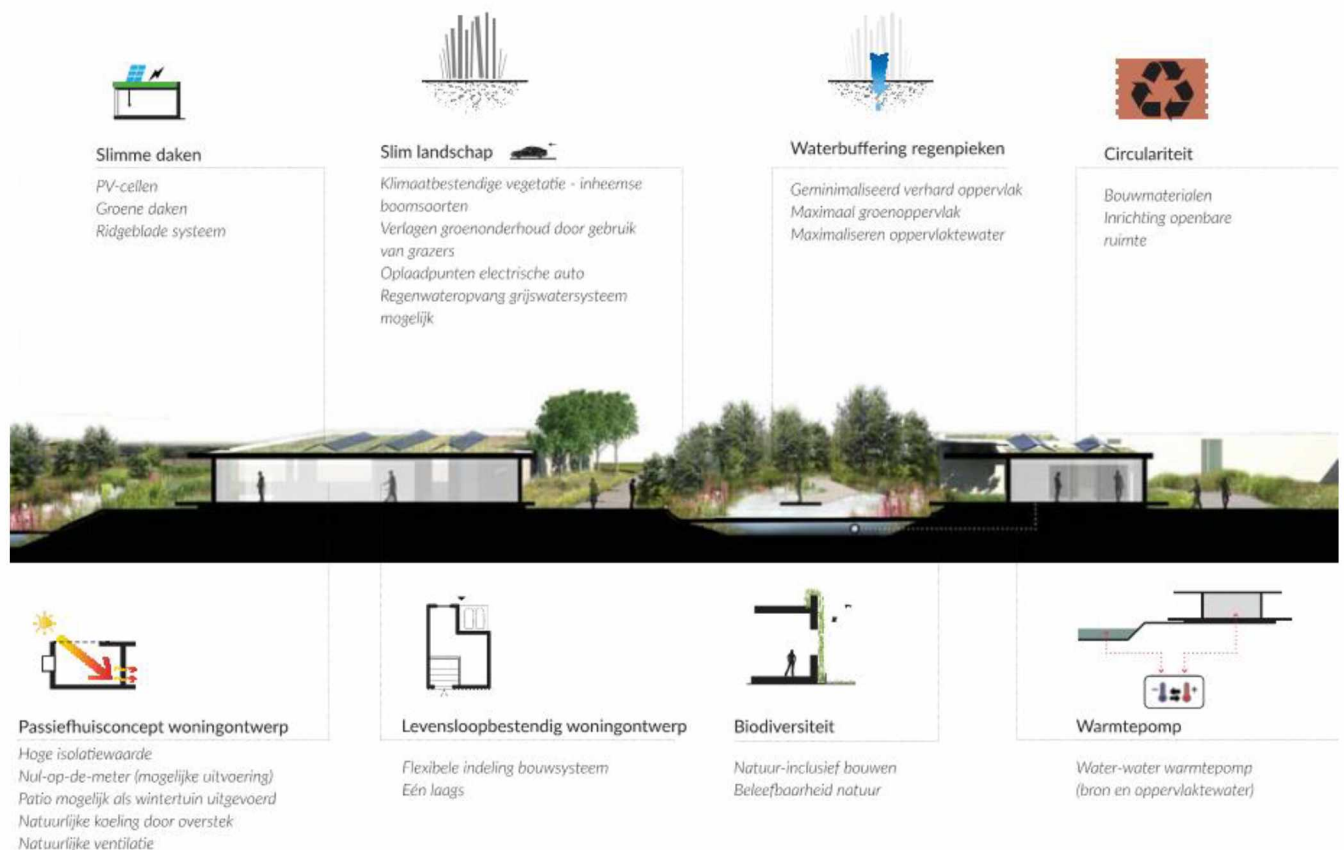 Slimme daken
PV-cellen
Groene daken
Ridgeblade systeem
Slim landschap
Klimaatbestendige vegetatie - inheemse
boomsoorten
Verlagen groenonderhoud door gebruik
van grazers
Oplaadpunten electrische auto
Regenwateropvang grijswatersysteem
mogelijk
Waterbuffering regenpieken
Geminimaliseerd verhard oppervlak
Maximaal groenoppervlak
Maximaliseren oppervlaktewater
Circulariteit
Bouwmaterialen
Inrichting openbare
ruimte
Passiefhuisconcept woningontwerp
Hoge isolatiewaarde
Nul-op-de-meter (mogelijke uitvoering)
Patio mogelijk als wintertuin uitgevoerd
Natuurlijke koeling door overstek
Natuurlijke ventilatie
Levensloopbestendig woningontwerp
Flexibele indeling bouwsysteem
Eén laags
Biodiversiteit
Natuur-inclusief bouwen
Beleefbaarheid natuur
Warmtepomp
Water-water warmtepomp
(bron en oppervlaktewater)